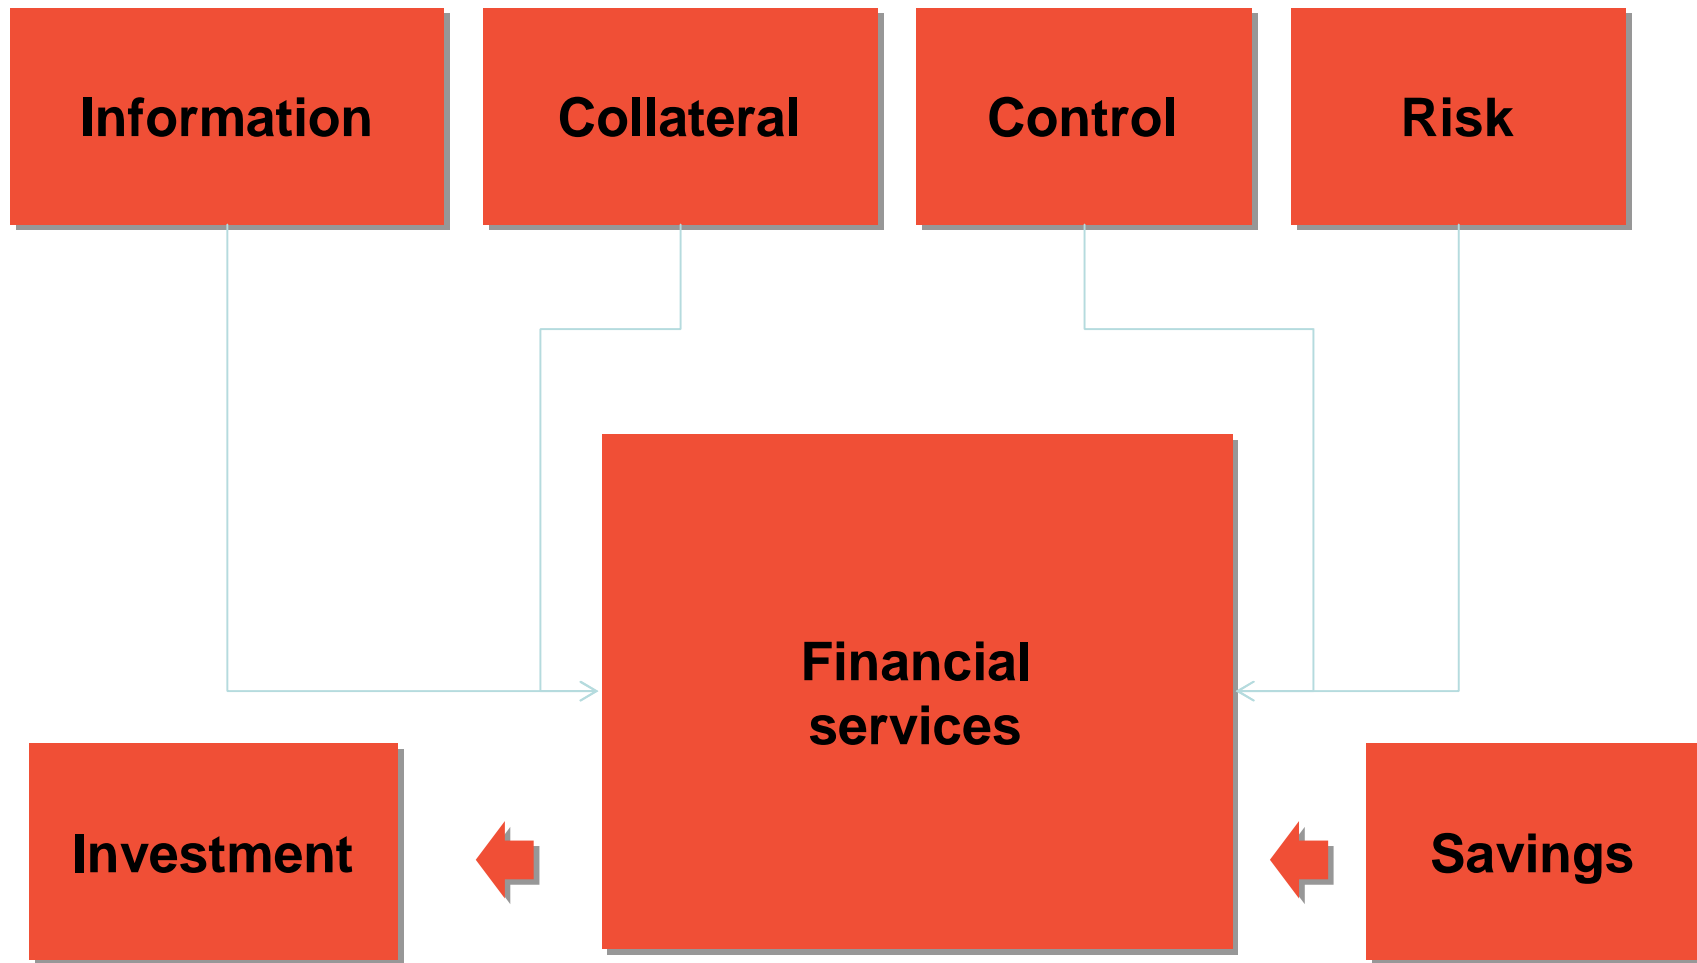 Information
Collateral
Control
Risk
Financial
services
Investment
Savings